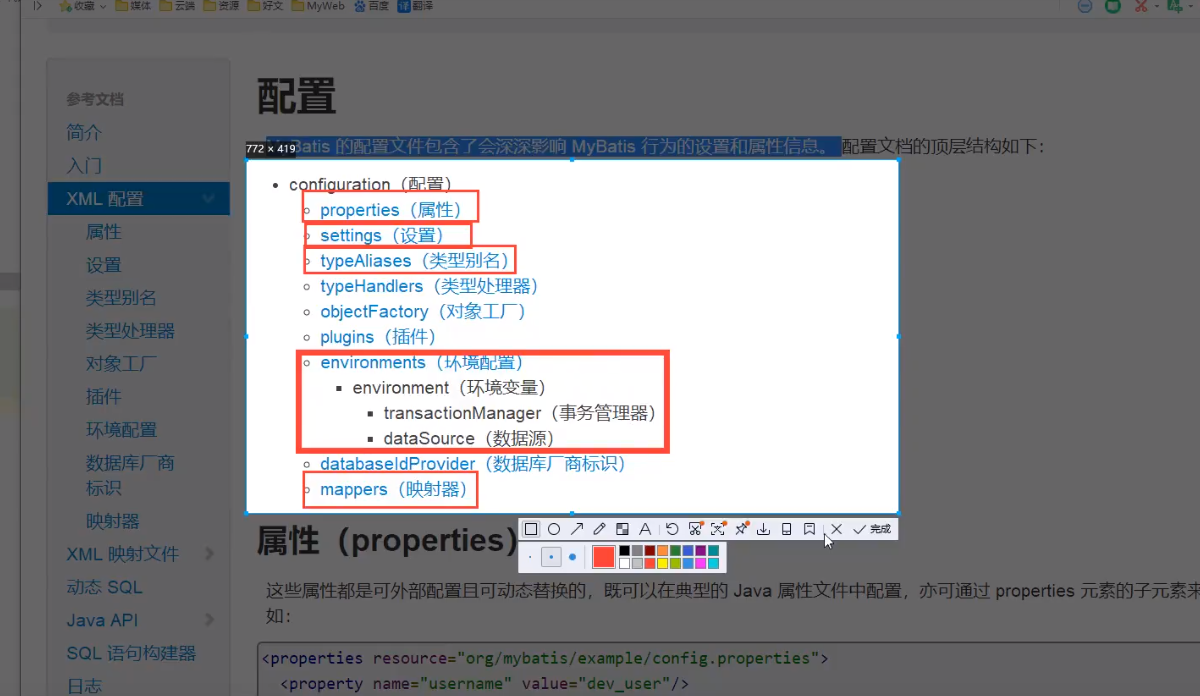 收藏 媒体 云端 资源 好文 MyWeb 百度 译 翻译
参考文档
简介
入门
XML 配置
属性
设置
类型别名
类型处理器
对象工厂
插件
环境配置
数据库厂商
标识
映射器
XML 映射文件
动态 SQL
Java API
SQL 语句构建器
日志
配置
Batis 的配置文件包含了会深深影响 MyBatis 行为的设置和属性信息。 配置文档的顶层结构如下：
772 × 419
configuration（配置）
properties（属性）
settings（设置）
typeAliases（类型别名）
typeHandlers（类型处理器）
objectFactory（对象工厂）
plugins（插件）
environments（环境配置）
environment（环境变量）
transactionManager（事务管理器）
dataSource（数据源）
databaseIdProvider（数据库厂商标识）
mappers（映射器）
A 完成
属性（properties）
这些属性都是可外部配置且可动态替换的，既可以在典型的 Java 属性文件中配置，亦可通过 properties 元素的子元素来
如：
<properties resource="org/mybatis/example/config.properties">
<property name="username" value="dev_user"/>